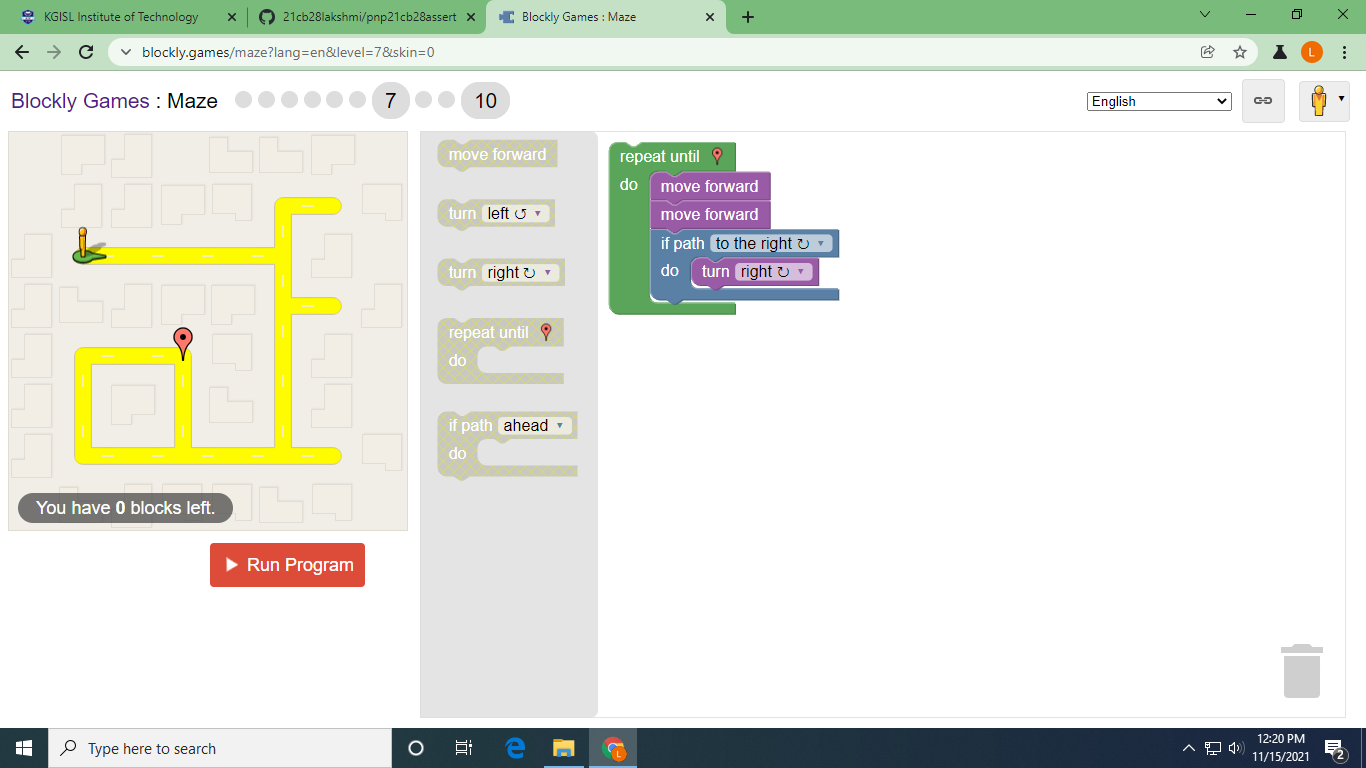 KGISL Institute of Technology
21cb28lakshmi/pnp21cb28assert
Blockly Games : Maze
blockly.games/maze?lang=en&level=7&skin=0
L
Blockly Games : Maze 7 10
English
move forward
turn left ↺
turn right ↻
repeat until
do
if path ahead
do
repeat until
do
move forward
move forward
if path to the right ↻
do turn right ↻
You have 0 blocks left.
Run Program
Type here to search
L
12:20 PM
11/15/2021
2